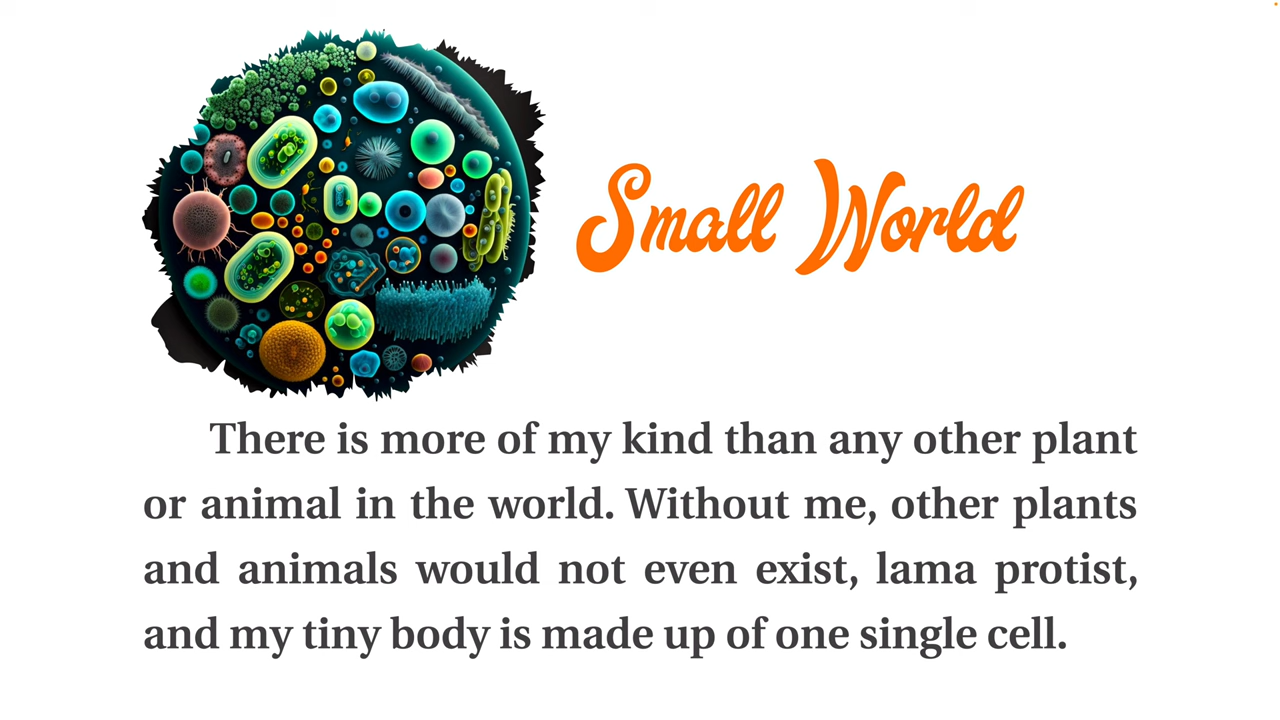 Small World
There is more of my kind than any other plant
or animal in the world. Without me, other plants
and animals would not even exist, lama protist,
and my tiny body is made up of one single cell.